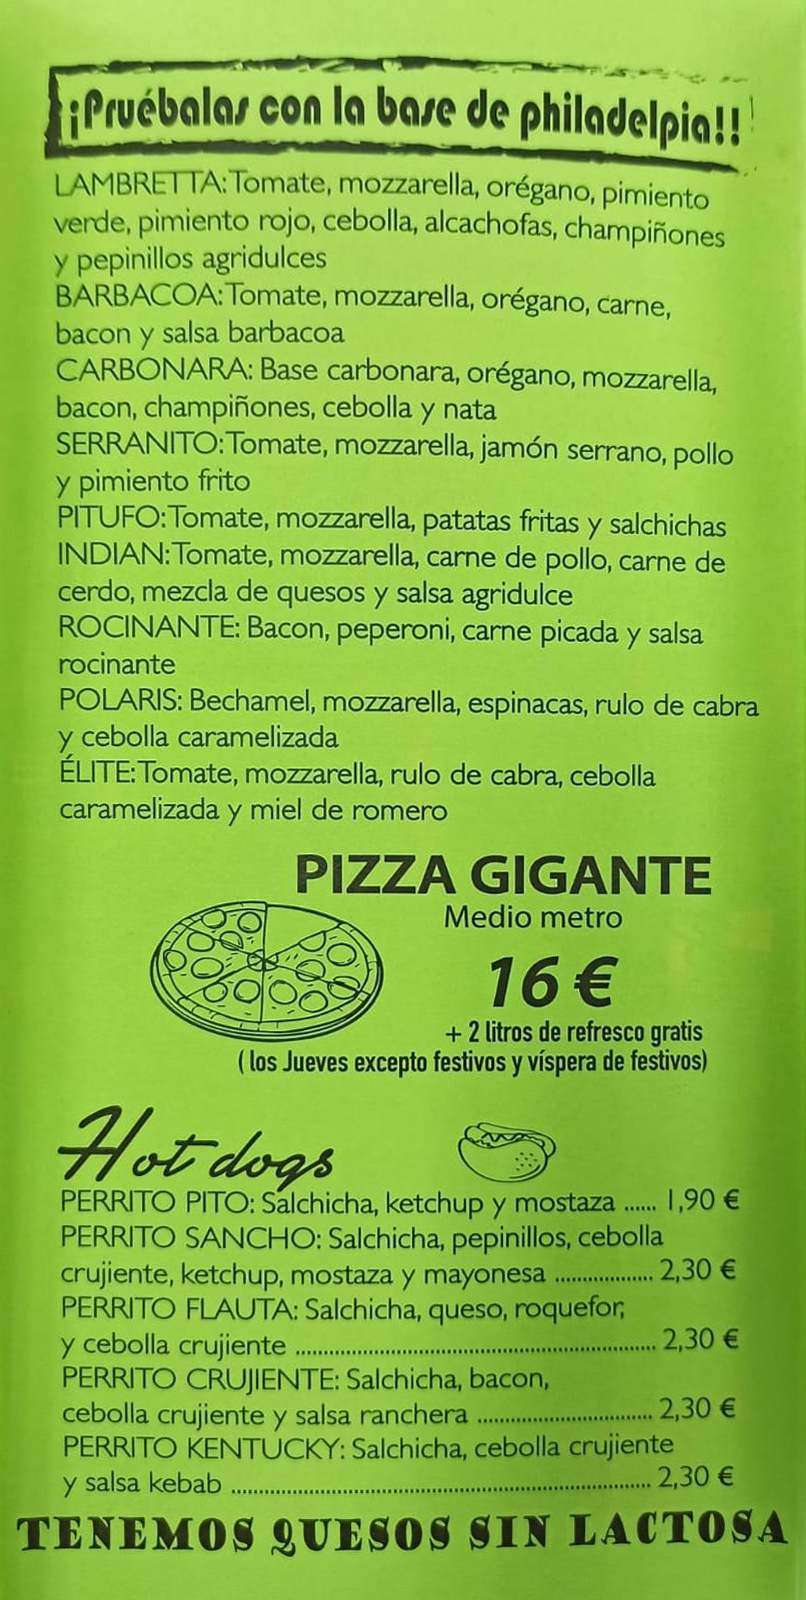 ¡¡Pruébalas con la base de philadelpia!!
LAMBRETTA: Tomate, mozzarella, orégano, pimiento
verde, pimiento rojo, cebolla, alcachofas, champiñones
y pepinillos agridulces
BARBACOA: Tomate, mozzarella, orégano, carne,
bacon y salsa barbacoa
CARBONARA: Base carbonara, orégano, mozzarella,
bacon, champiñones, cebolla y nata
SERRANITO: Tomate, mozzarella, jamón serrano, pollo
y pimiento frito
PITUFO: Tomate, mozzarella, patatas fritas y salchichas
INDIAN: Tomate, mozzarella, carne de pollo, carne de
cerdo, mezcla de quesos y salsa agridulce
ROCINANTE: Bacon, peperoni, carne picada y salsa
rocinante
POLARIS: Bechamel, mozzarella, espinacas, rulo de cabra
y cebolla caramelizada
ÉLITE: Tomate, mozzarella, rulo de cabra, cebolla
caramelizada y miel de romero
PIZZA GIGANTE
Medio metro
16 €
+ 2 litros de refresco gratis
( los Jueves excepto festivos y víspera de festivos)
Hot dogs
PERRITO PITO: Salchicha, ketchup y mostaza ...... 1,90 €
PERRITO SANCHO: Salchicha, pepinillos, cebolla
crujiente, ketchup, mostaza y mayonesa ................... 2,30 €
PERRITO FLAUTA: Salchicha, queso, roquefor,
y cebolla crujiente ...................................................................... 2,30 €
PERRITO CRUJIENTE: Salchicha, bacon,
cebolla crujiente y salsa ranchera .................................. 2,30 €
PERRITO KENTUCKY: Salchicha, cebolla crujiente
y salsa kebab .................................................................................. 2,30 €
TENEMOS QUESOS SIN LACTOSA